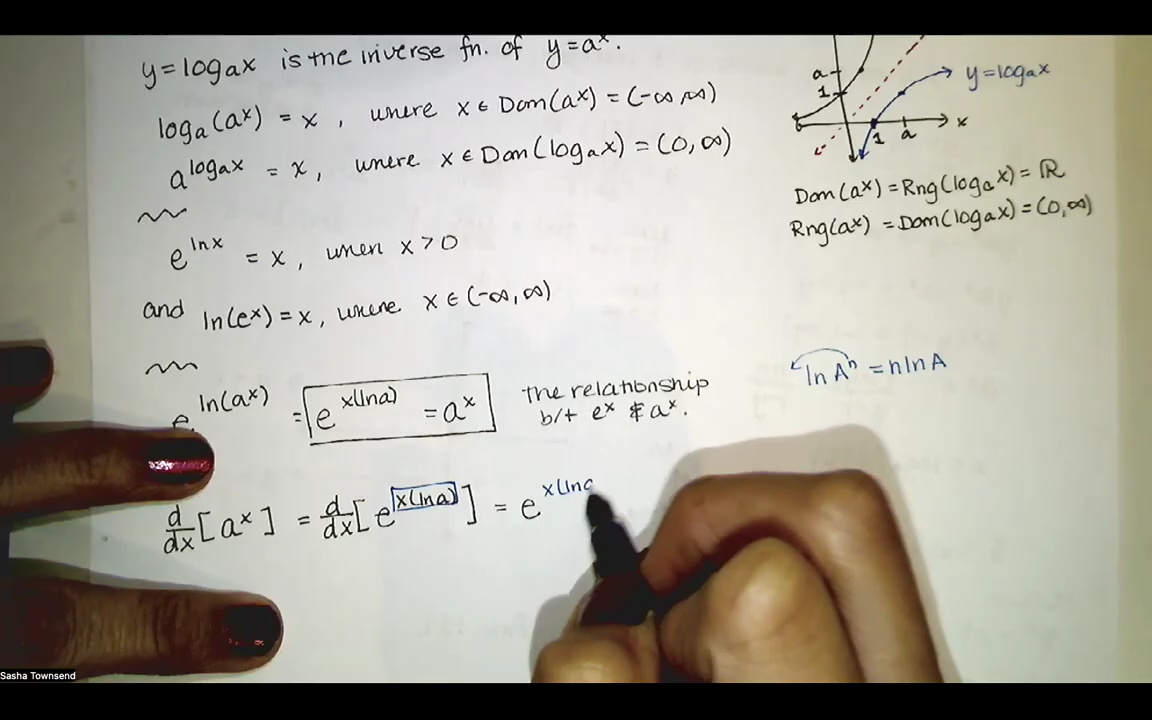 y = logₐx is the inverse fn. of y = aˣ.
logₐ(aˣ) = x , where x ∈ Dom(aˣ) = (-∞,∞)
a^(logₐx) = x, where x ∈ Dom(logₐx) = (0,∞)
e^(ln x) = x , when x > 0
and ln(eˣ) = x , where x ∈ (-∞,∞)
e^(ln(aˣ)) = e^(x(ln a)) = aˣ
the relationship
b/t eˣ & aˣ.
d/dx [aˣ] = d/dx [e^(x(ln a))] = e^(x(ln a
a
1
y = logₐx
1
a
x
Dom(aˣ) = Rng(logₐx) = ℝ
Rng(aˣ) = Dom(logₐx) = (0,∞)
ln Aⁿ = n ln A
Sasha Townsend